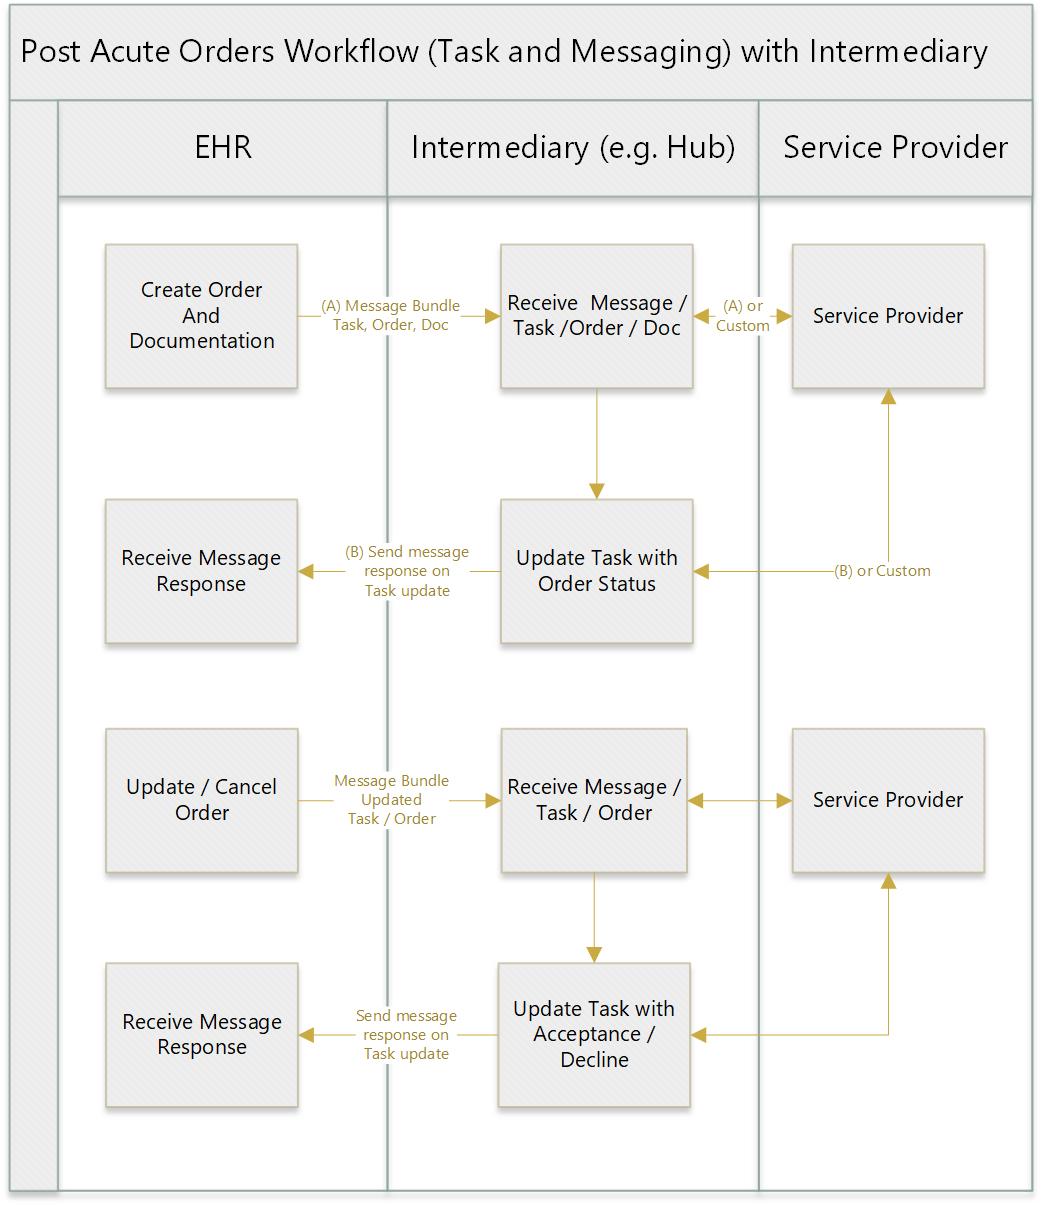 Post Acute Orders Workflow (Task and Messaging) with Intermediary
EHR
Intermediary (e.g. Hub)
Service Provider
Create Order
And
Documentation
(A) Message Bundle
Task, Order, Doc
Receive  Message /
Task /Order / Doc
(A) or
Custom
Service Provider
Receive Message
Response
(B) Send message
response on
Task update
Update Task with
Order Status
(B) or Custom
Update / Cancel
Order
Message Bundle
Updated
Task / Order
Receive Message /
Task / Order
Service Provider
Receive Message
Response
Send message
response on
Task update
Update Task with
Acceptance /
Decline